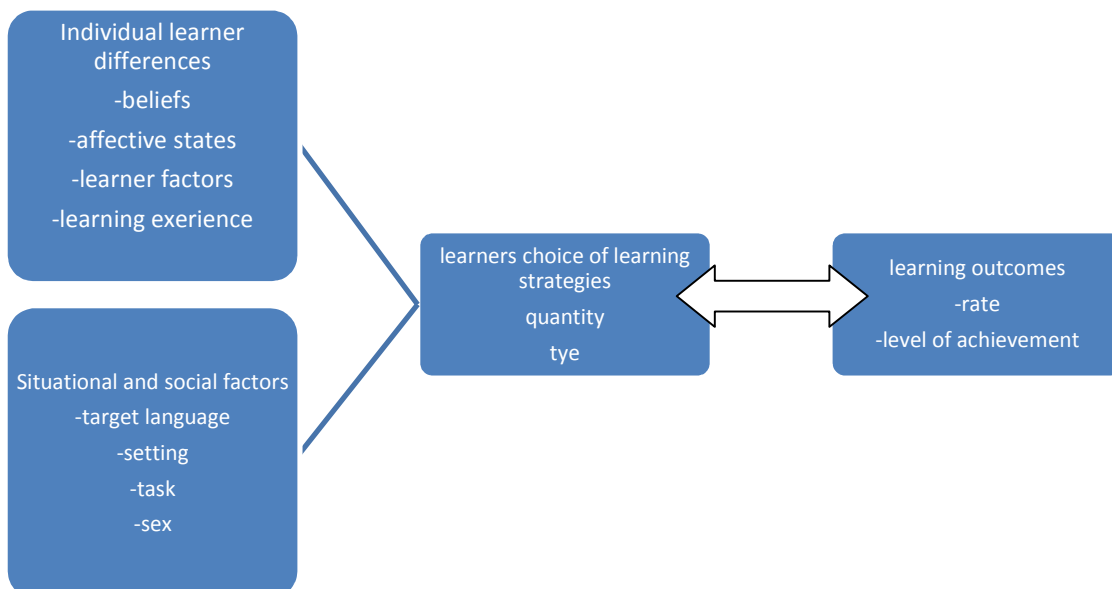 Individual learner
differences
-beliefs
-affective states
-learner factors
-learning exerience
Situational and social factors
-target language
-setting
-task
-sex
learners choice of learning
strategies
quantity
tye
learning outcomes
-rate
-level of achievement